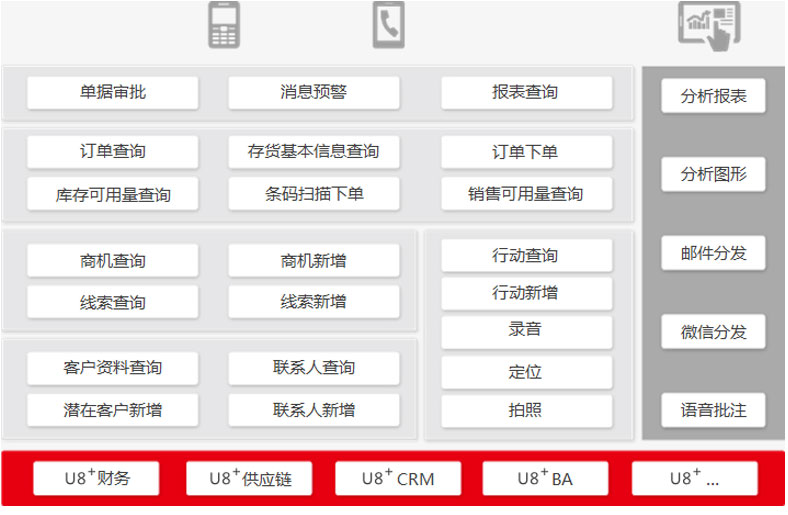 单据审批
消息预警
报表查询
分析报表
订单查询
存货基本信息查询
订单下单
库存可用量查询
条码扫描下单
销售可用量查询
分析图形
商机查询
商机新增
线索查询
线索新增
行动查询
行动新增
录音
定位
拍照
邮件分发
微信分发
客户资料查询
联系人查询
潜在客户新增
联系人新增
语音批注
U8+财务
U8+供应链
U8+CRM
U8+BA
U8+...